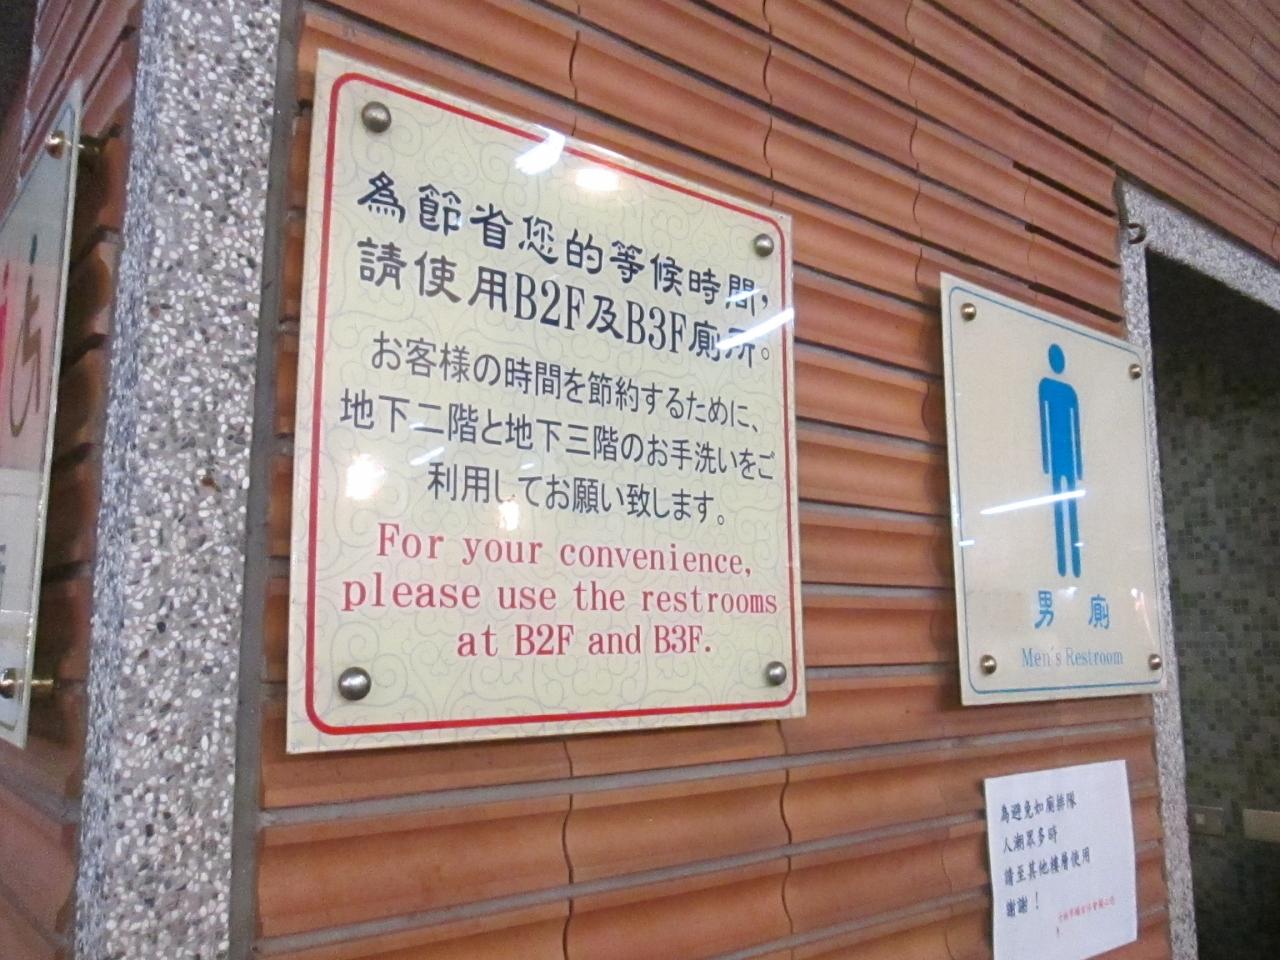 為節省您的等候時間，
請使用B2F及B3F廁所。
お客様の時間を節約するために、
地下二階と地下三階のお手洗いをご
利用してお願い致します。
For your convenience,
please use the restrooms
at B2F and B3F.
男 廁
Men's Restroom
為避免如廁排隊
人潮眾多時
請至其他樓層使用
謝謝！